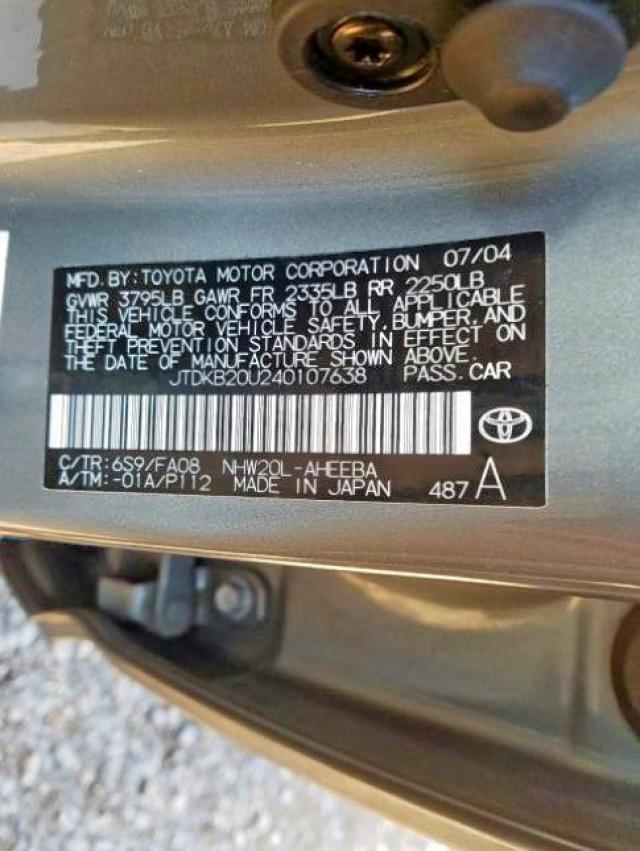 MFD. BY: TOYOTA MOTOR CORPORATION 07/04
GVWR 3795LB GAWR FR 2335LB RR 2250LB
THIS VEHICLE CONFORMS TO ALL APPLICABLE
FEDERAL MOTOR VEHICLE SAFETY, BUMPER, AND
THEFT PREVENTION STANDARDS IN EFFECT ON
THE DATE OF MANUFACTURE SHOWN ABOVE.
JTDKB20U240107638 PASS. CAR
C/TR: 6S9/FA08 NHW20L-AHEEBA
A/TM: -01A/P112 MADE IN JAPAN 487 A